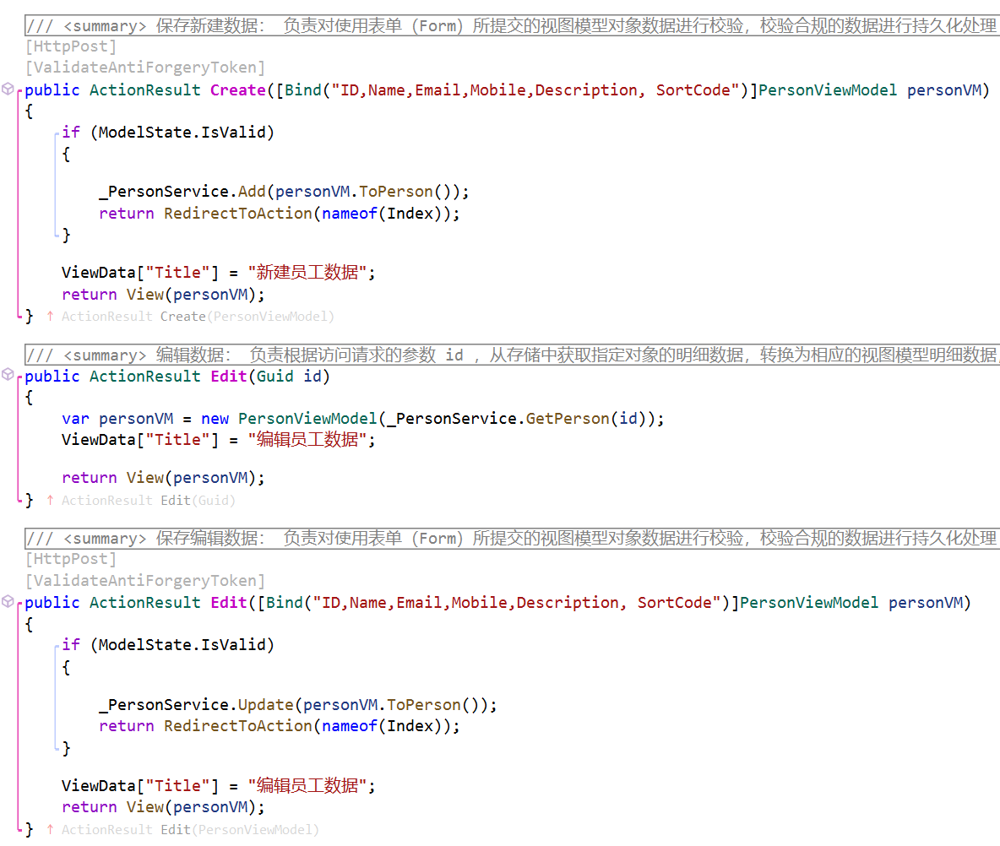 /// <summary> 保存新建数据： 负责对使用表单（Form）所提交的视图模型对象数据进行校验，校验合规的数据进行持久化处理
[HttpPost]
[ValidateAntiForgeryToken]
public ActionResult Create([Bind("ID,Name,Email,Mobile,Description, SortCode")]PersonViewModel personVM)
{
    if (ModelState.IsValid)
    {

        _PersonService.Add(personVM.ToPerson());
        return RedirectToAction(nameof(Index));
    }

    ViewData["Title"] = "新建员工数据";
    return View(personVM);
} ↑ ActionResult Create(PersonViewModel)

/// <summary> 编辑数据： 负责根据访问请求的参数 id ，从存储中获取指定对象的明细数据，转换为相应的视图模型明细数据，
public ActionResult Edit(Guid id)
{
    var personVM = new PersonViewModel(_PersonService.GetPerson(id));
    ViewData["Title"] = "编辑员工数据";

    return View(personVM);
} ↑ ActionResult Edit(Guid)

/// <summary> 保存编辑数据： 负责对使用表单（Form）所提交的视图模型对象数据进行校验，校验合规的数据进行持久化处理
[HttpPost]
[ValidateAntiForgeryToken]
public ActionResult Edit([Bind("ID,Name,Email,Mobile,Description, SortCode")]PersonViewModel personVM)
{
    if (ModelState.IsValid)
    {

        _PersonService.Update(personVM.ToPerson());
        return RedirectToAction(nameof(Index));
    }

    ViewData["Title"] = "编辑员工数据";
    return View(personVM);
} ↑ ActionResult Edit(PersonViewModel)